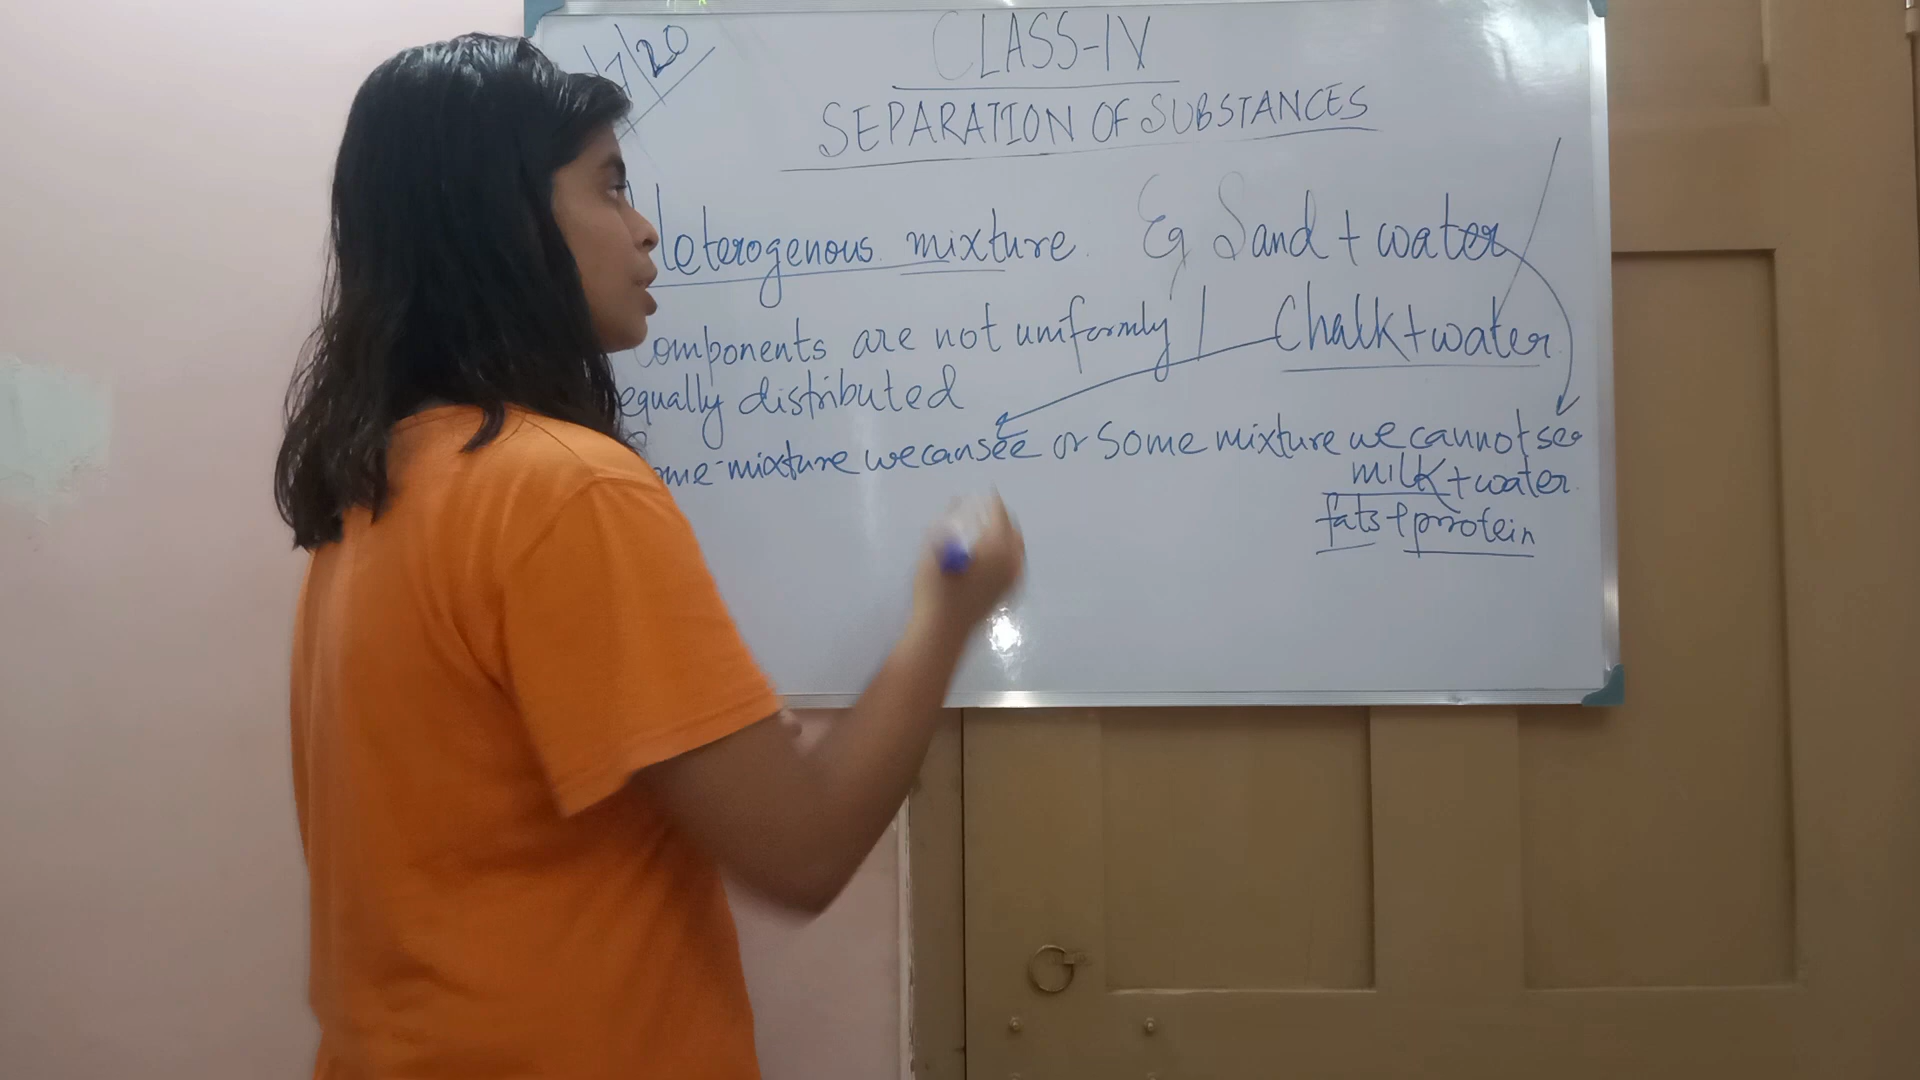 /7/20
CLASS-IV
SEPARATION OF SUBSTANCES
Heterogenous mixture Eg Sand + water
Components are not uniformly / Chalk + water
equally distributed
Some mixture we can see or some mixture we cannot see
milk + water
fats + protein